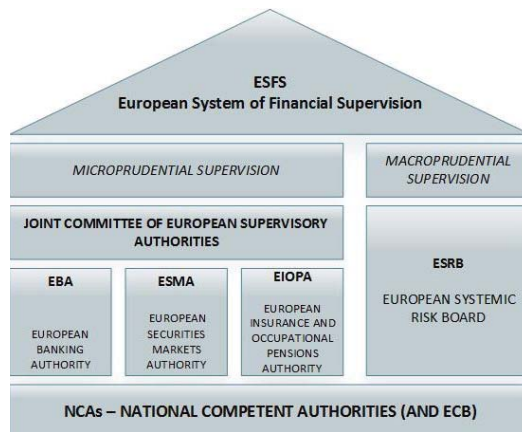 ESFS
European System of Financial Supervision
MICROPRUDENTIAL SUPERVISION
MACROPRUDENTIAL
SUPERVISION
JOINT COMMITTEE OF EUROPEAN SUPERVISORY
AUTHORITIES
EBA
EUROPEAN
BANKING
AUTHORITY
ESMA
EUROPEAN
SECURITIES
MARKETS
AUTHORITY
EIOPA
EUROPEAN
INSURANCE AND
OCCUPATIONAL
PENSIONS
AUTHORITY
ESRB
EUROPEAN SYSTEMIC
RISK BOARD
NCAs – NATIONAL COMPETENT AUTHORITIES (AND ECB)